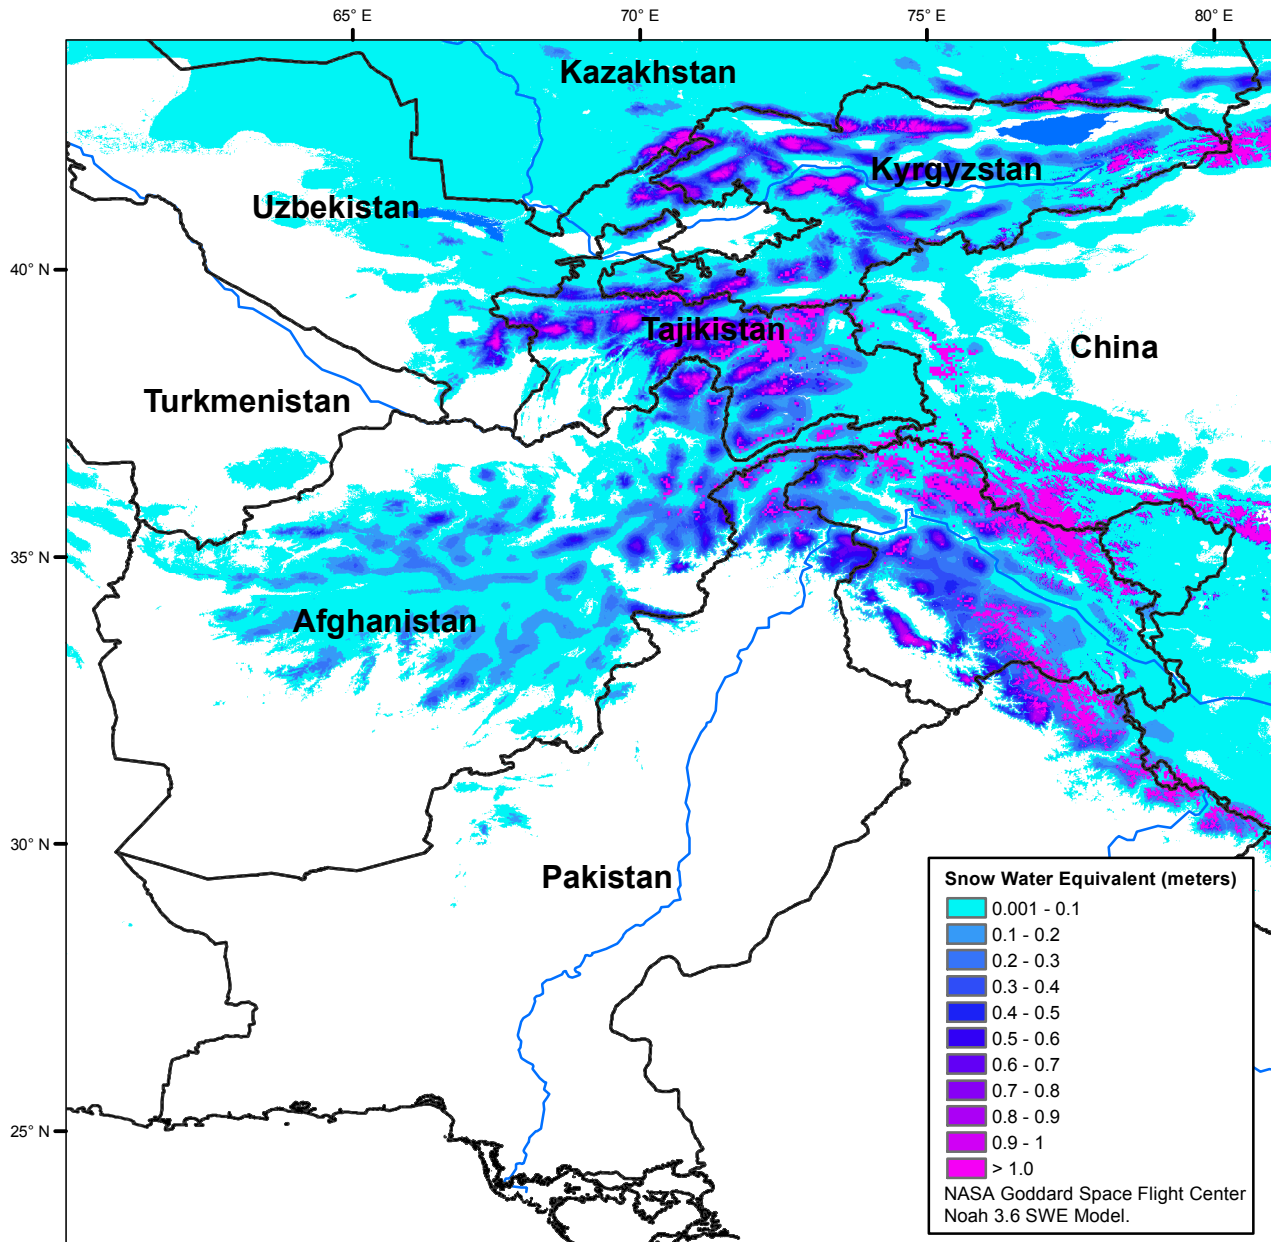 65° E
70° E
75° E
80° E
Kazakhstan
Kyrgyzstan
Uzbekistan
40° N
Tajikistan
China
Turkmenistan
35° N
Afghanistan
30° N
Pakistan
25° N
Snow Water Equivalent (meters)
0.001 - 0.1
0.1 - 0.2
0.2 - 0.3
0.3 - 0.4
0.4 - 0.5
0.5 - 0.6
0.6 - 0.7
0.7 - 0.8
0.8 - 0.9
0.9 - 1
> 1.0
NASA Goddard Space Flight Center
Noah 3.6 SWE Model.